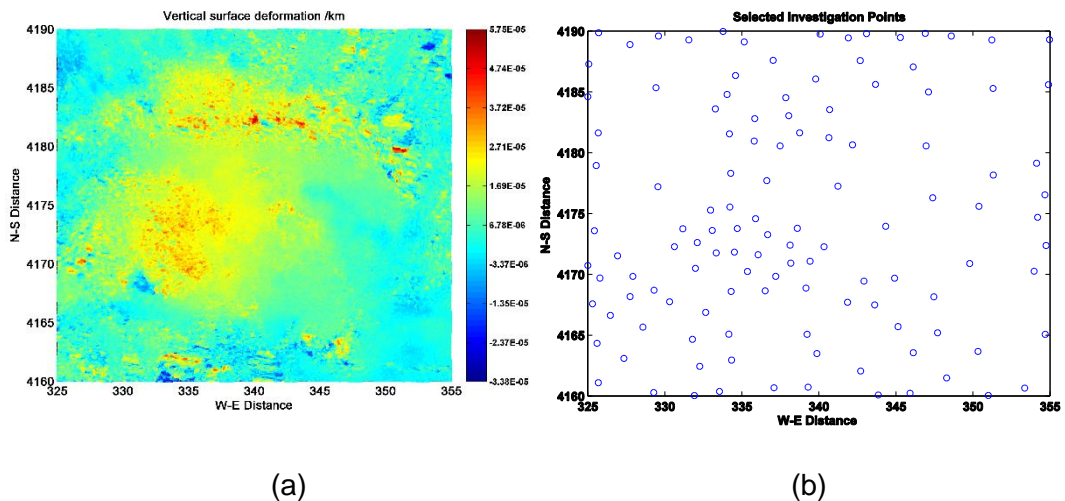 Vertical surface deformation /km
4190
4185
4180
4175
4170
4165
4160
N-S Distance
325 330 335 340 345 350 355
W-E Distance
5.75E-05
4.74E-05
3.72E-05
2.71E-05
1.69E-05
6.78E-06
-3.37E-06
-1.35E-05
-2.37E-05
-3.38E-05
(a)
Selected Investigation Points
4190
4185
4180
4175
4170
4165
4160
N-S Distance
325 330 335 340 345 350 355
W-E Distance
(b)